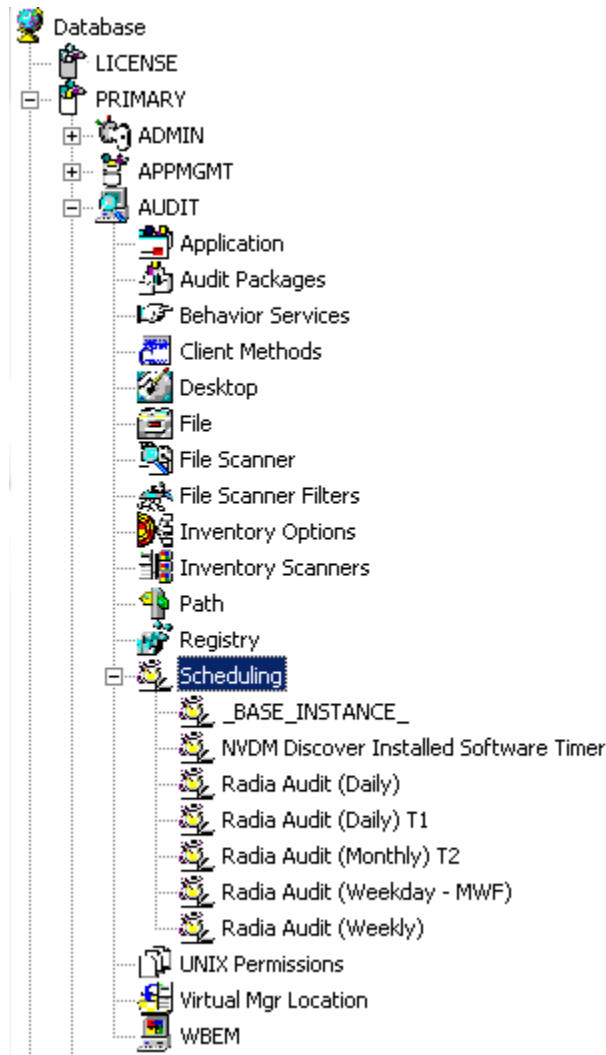 Database
LICENSE
PRIMARY
ADMIN
APPMGMT
AUDIT
Application
Audit Packages
Behavior Services
Client Methods
Desktop
File
File Scanner
File Scanner Filters
Inventory Options
Inventory Scanners
Path
Registry
Scheduling
_BASE_INSTANCE_
NVDM Discover Installed Software Timer
Radia Audit (Daily)
Radia Audit (Daily) T1
Radia Audit (Monthly) T2
Radia Audit (Weekday - MWF)
Radia Audit (Weekly)
UNIX Permissions
Virtual Mgr Location
WBEM